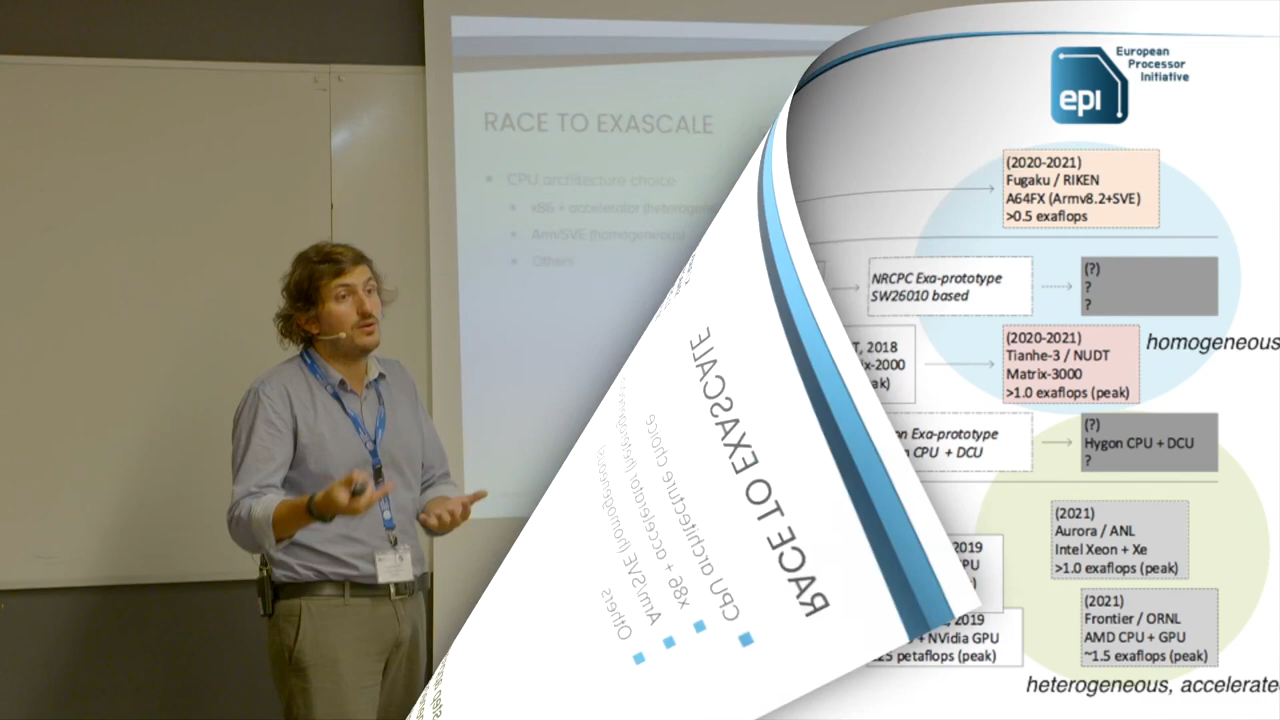 RACE TO EXASCALE
CPU architecture choice
x86 + accelerator (heterogen
Arm/SVE (homogeneous)
Others
RACE TO EXASCALE
CPU architecture choice
x86 + accelerator (heterogeneous)
Arm/SVE (homogeneous)
Others
European
Processor
Initiative
epi
(2020-2021)
Fugaku / RIKEN
A64FX (Armv8.2+SVE)
>0.5 exaflops
NRCPC Exa-prototype
SW26010 based
(?)
?
?
T, 2018
ix-2000
ak)
(2020-2021)
Tianhe-3 / NUDT
Matrix-3000
>1.0 exaflops (peak)
homogeneous
n Exa-prototype
CPU + DCU
(?)
Hygon CPU + DCU
?
2019
PU
)
(2021)
Aurora / ANL
Intel Xeon + Xe
>1.0 exaflops (peak)
, 2019
+ NVidia GPU
25 petaflops (peak)
(2021)
Frontier / ORNL
AMD CPU + GPU
~1.5 exaflops (peak)
heterogeneous, accelerate